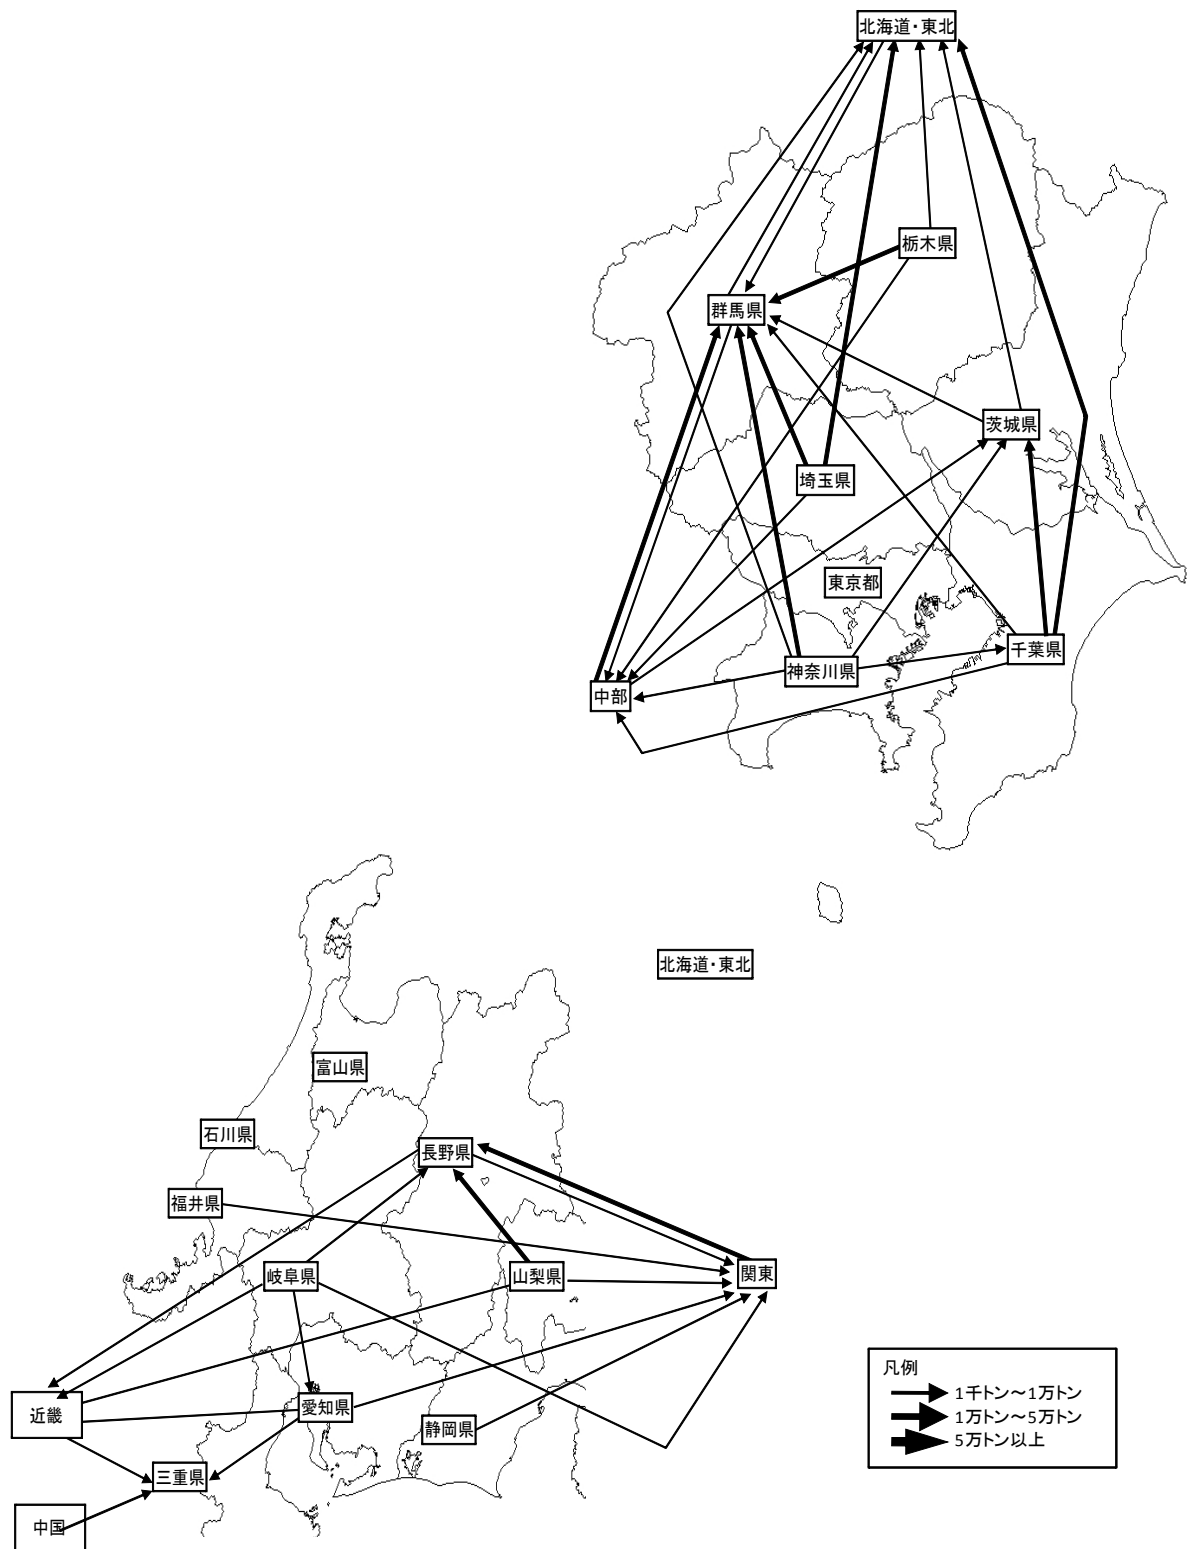 北海道・東北
栃木県
群馬県
茨城県
埼玉県
東京都
千葉県
神奈川県
中部
北海道・東北
富山県
石川県
長野県
福井県
岐阜県
山梨県
関東
近畿
愛知県
静岡県
三重県
中国
凡例
1千トン～1万トン
1万トン～5万トン
5万トン以上